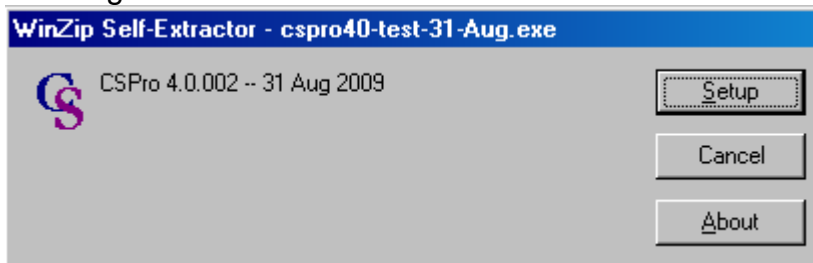 WinZip Self-Extractor - cspro40-test-31-Aug.exe
CS
CSPro 4.0.002 -- 31 Aug 2009
Setup
Cancel
About